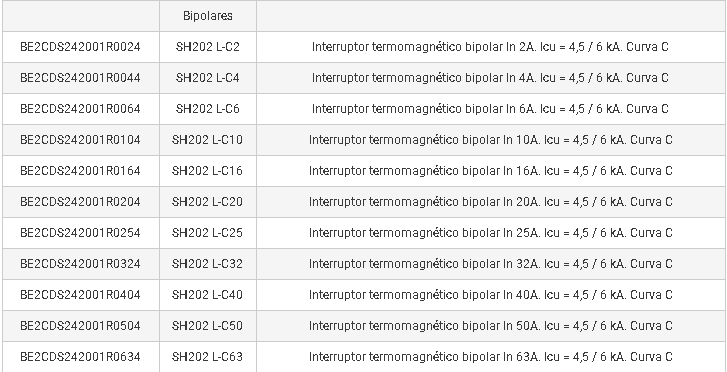 Bipolares
BE2CDS242001R0024 SH202 L-C2 Interruptor termomagnético bipolar In 2A. Icu = 4,5 / 6 kA. Curva C
BE2CDS242001R0044 SH202 L-C4 Interruptor termomagnético bipolar In 4A. Icu = 4,5 / 6 kA. Curva C
BE2CDS242001R0064 SH202 L-C6 Interruptor termomagnético bipolar In 6A. Icu = 4,5 / 6 kA. Curva C
BE2CDS242001R0104 SH202 L-C10 Interruptor termomagnético bipolar In 10A. Icu = 4,5 / 6 kA. Curva C
BE2CDS242001R0164 SH202 L-C16 Interruptor termomagnético bipolar In 16A. Icu = 4,5 / 6 kA. Curva C
BE2CDS242001R0204 SH202 L-C20 Interruptor termomagnético bipolar In 20A. Icu = 4,5 / 6 kA. Curva C
BE2CDS242001R0254 SH202 L-C25 Interruptor termomagnético bipolar In 25A. Icu = 4,5 / 6 kA. Curva C
BE2CDS242001R0324 SH202 L-C32 Interruptor termomagnético bipolar In 32A. Icu = 4,5 / 6 kA. Curva C
BE2CDS242001R0404 SH202 L-C40 Interruptor termomagnético bipolar In 40A. Icu = 4,5 / 6 kA. Curva C
BE2CDS242001R0504 SH202 L-C50 Interruptor termomagnético bipolar In 50A. Icu = 4,5 / 6 kA. Curva C
BE2CDS242001R0634 SH202 L-C63 Interruptor termomagnético bipolar In 63A. Icu = 4,5 / 6 kA. Curva C